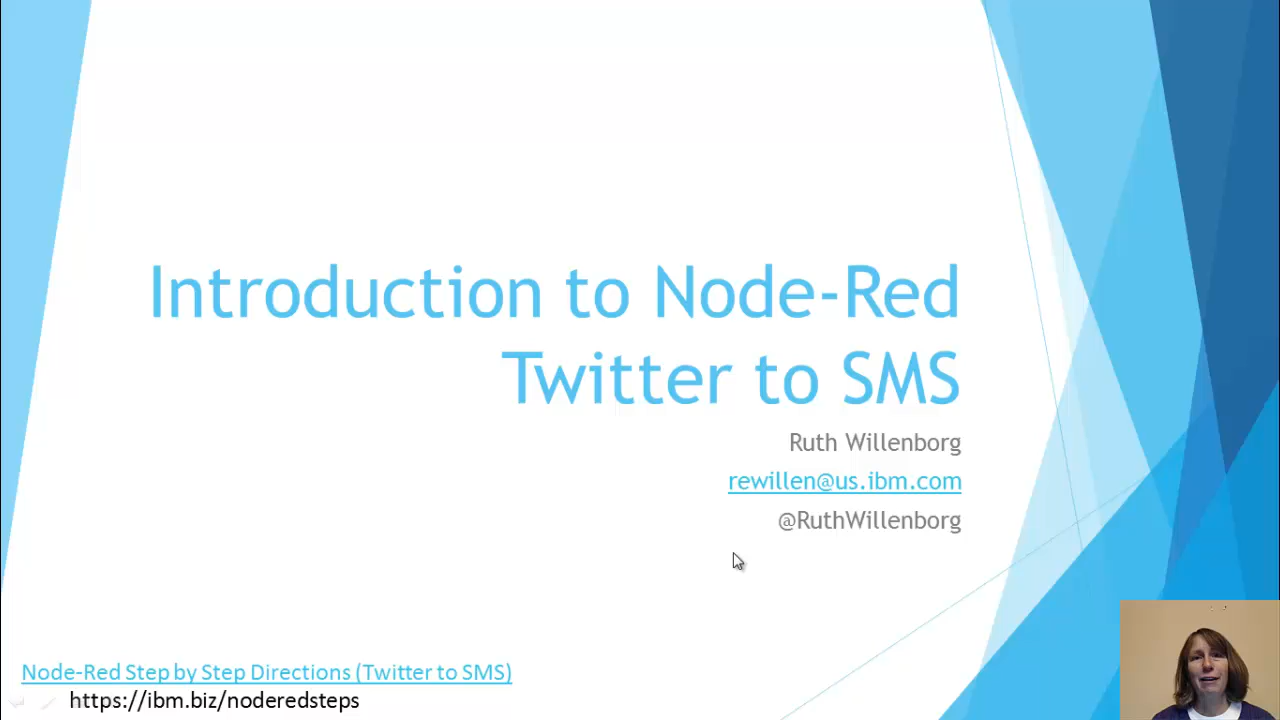 Introduction to Node-Red
Twitter to SMS
Ruth Willenborg
rewillen@us.ibm.com
@RuthWillenborg
Node-Red Step by Step Directions (Twitter to SMS)
https://ibm.biz/noderedsteps